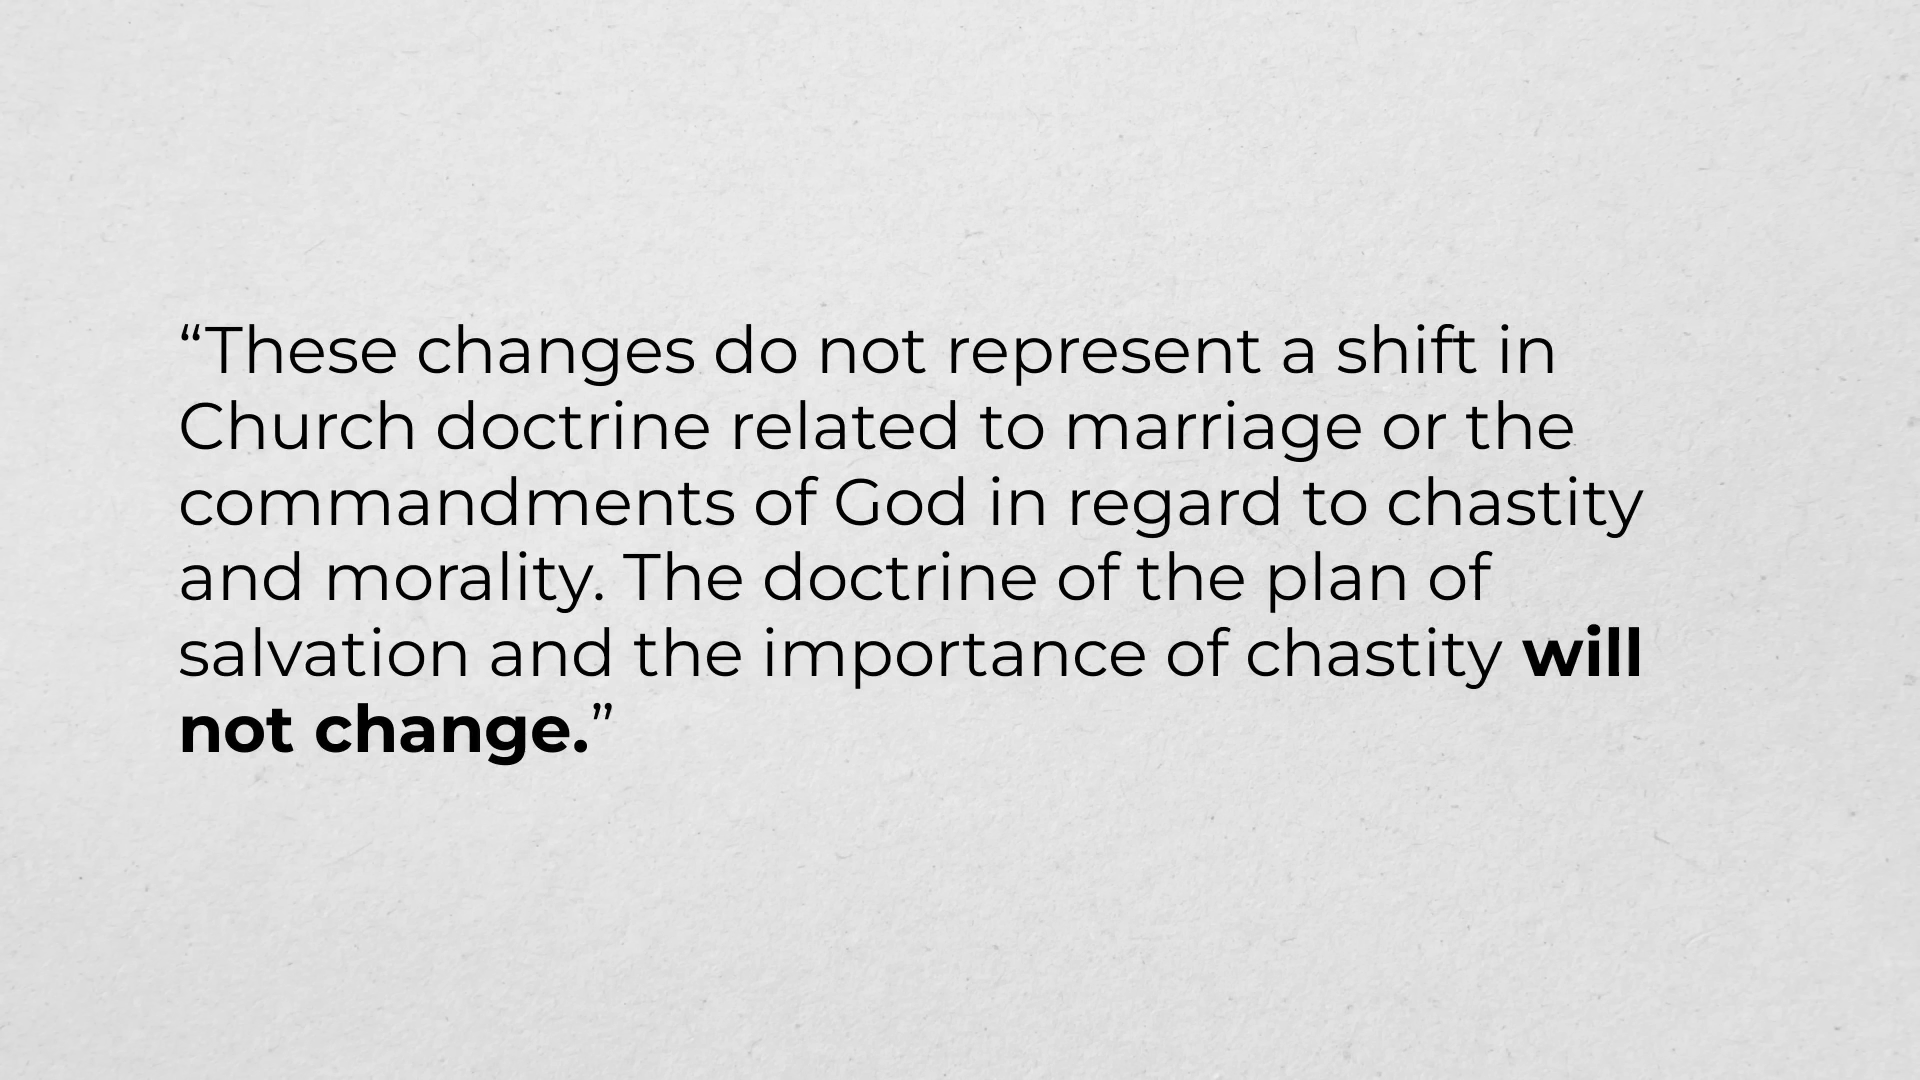 “These changes do not represent a shift in
Church doctrine related to marriage or the
commandments of God in regard to chastity
and morality. The doctrine of the plan of
salvation and the importance of chastity will
not change.”